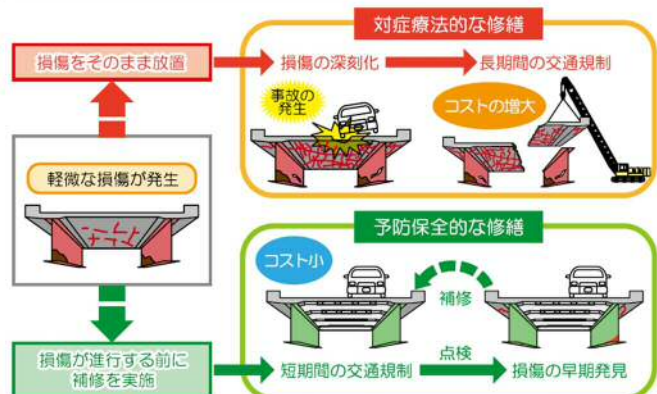 対症療法的な修繕
損傷をそのまま放置
損傷の深刻化
長期間の交通規制
事故の
発生
コストの増大
軽微な損傷が発生
予防保全的な修繕
コスト小
補修
損傷が進行する前に
補修を実施
短期間の交通規制
点検
損傷の早期発見